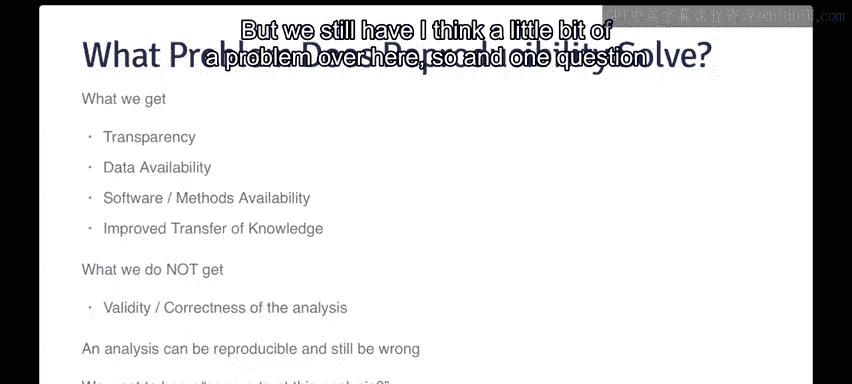 But we still have I think a little bit of
a problem over here, so and one question
What Problem Does Reproducibility Solve?
What we get
· Transparency
· Data Availability
· Software / Methods Availability
· Improved Transfer of Knowledge
What we do NOT get
· Validity / Correctness of the analysis
An analysis can be reproducible and still be wrong